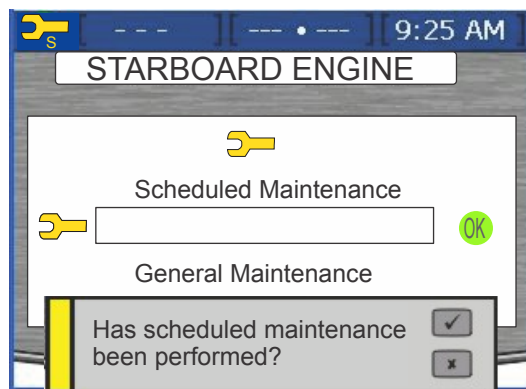 S [ - - - ][ --- • --- ] 9:25 AM ]
STARBOARD ENGINE
Scheduled Maintenance
OK
General Maintenance
Has scheduled maintenance
been performed?